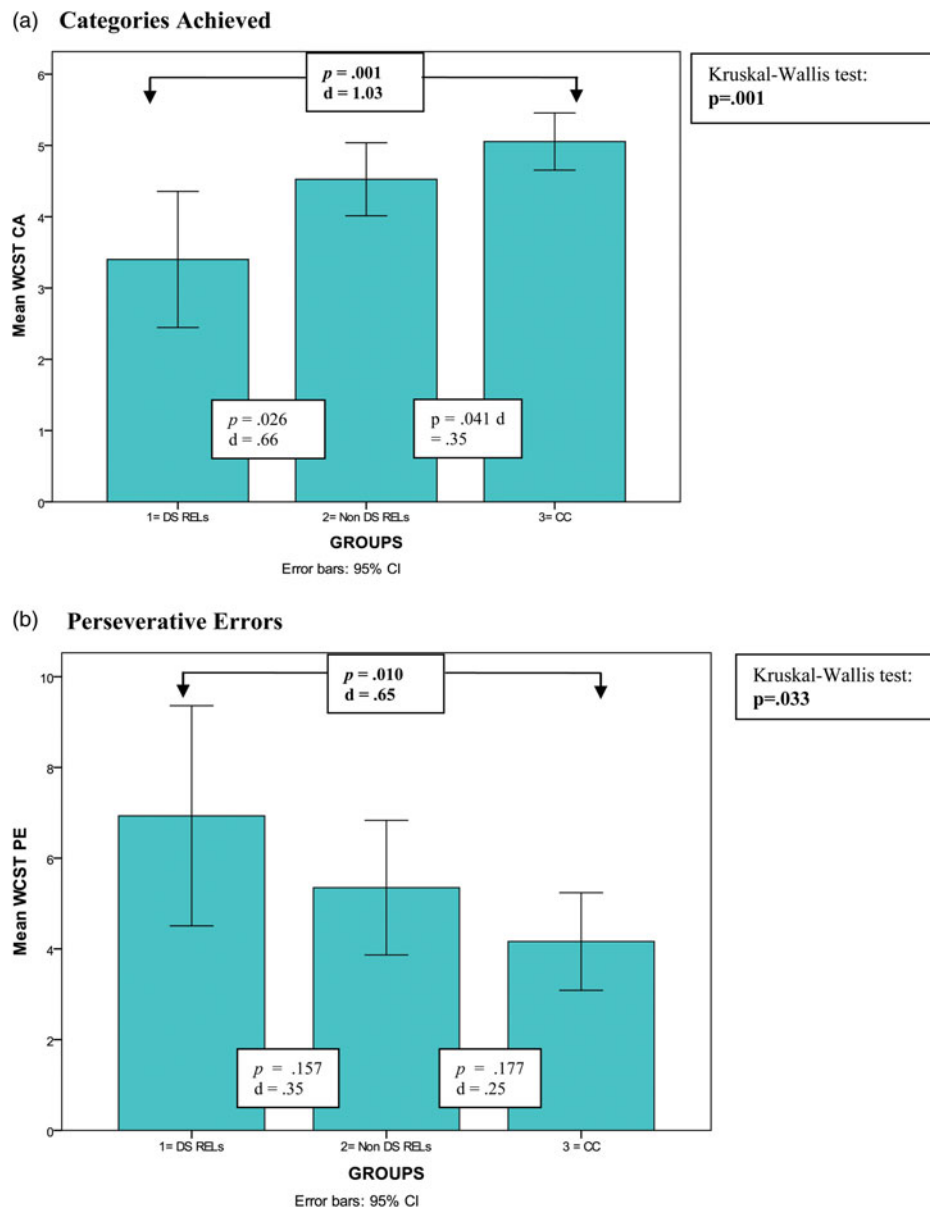 (a) Categories Achieved
p = .001
d = 1.03
Kruskal-Wallis test:
p=.001
6
5
4
3
2
1
0
Mean WCST CA
p = .026
d = .66
p = .041 d
= .35
1= DS RELs
2= Non DS RELs
3= CC
GROUPS
Error bars: 95% CI
(b) Perseverative Errors
p = .010
d = .65
Kruskal-Wallis test:
p=.033
10
8
6
4
2
0
Mean WCST PE
p = .157
d = .35
p = .177
d = .25
1= DS RELs
2= Non DS RELs
3 = CC
GROUPS
Error bars: 95% CI